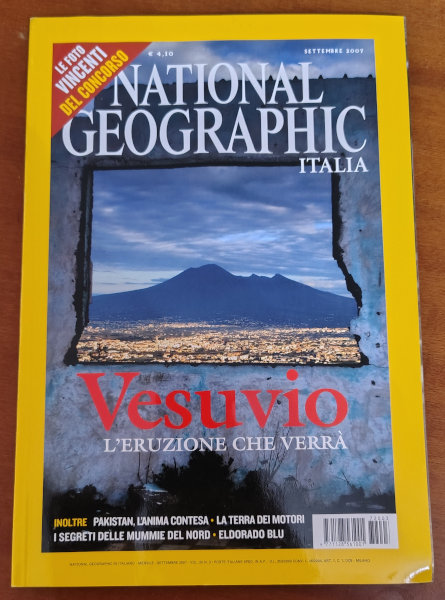 LE FOTO
VINCENTI
DEL CONCORSO
€ 4,10
SETTEMBRE 2007
NATIONAL
GEOGRAPHIC
ITALIA
Vesuvio
L'ERUZIONE CHE VERRÀ
INOLTRE PAKISTAN, L'ANIMA CONTESA • LA TERRA DEI MOTORI
I SEGRETI DELLE MUMMIE DEL NORD • ELDORADO BLU